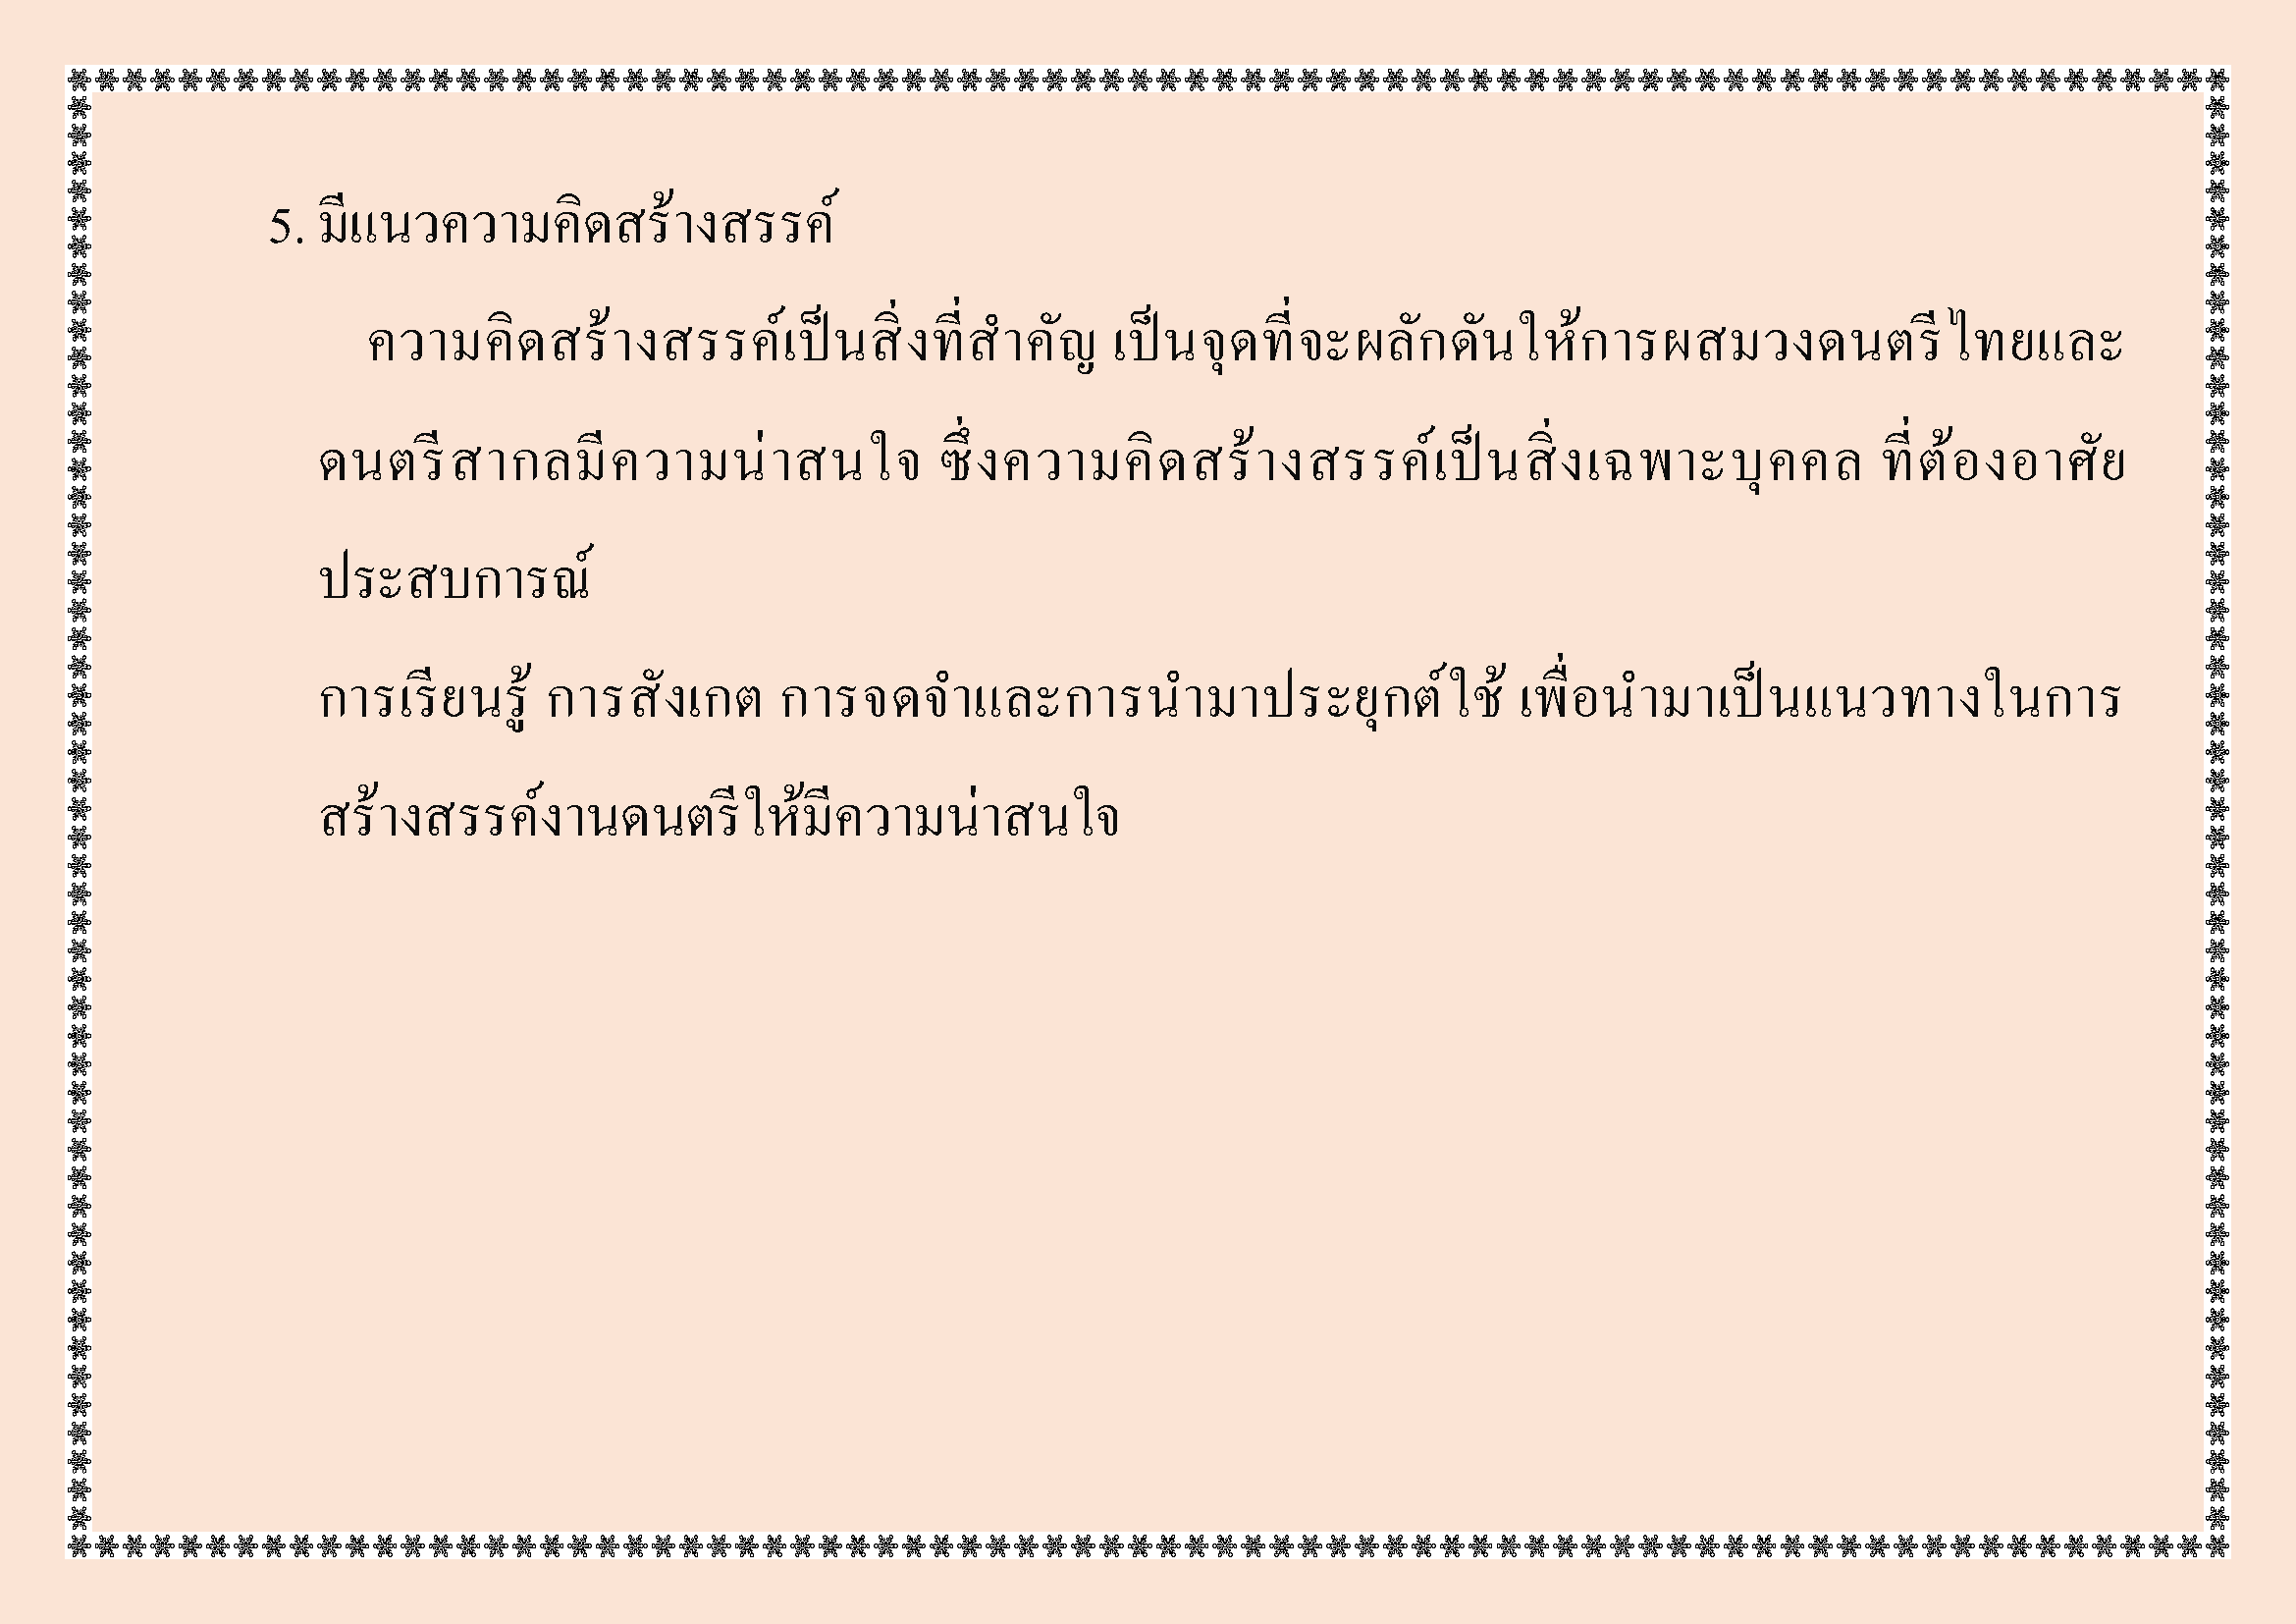 5. มีแนวความคิดสร้างสรรค์
ความคิดสร้างสรรค์เป็นสิ่งที่สำคัญ เป็นจุดที่จะผลักดันให้การผสมวงดนตรีไทยและ
ดนตรีสากลมีความน่าสนใจ ซึ่งความคิดสร้างสรรค์เป็นสิ่งเฉพาะบุคคล ที่ต้องอาศัย
ประสบการณ์
การเรียนรู้ การสังเกต การจดจำและการนำมาประยุกต์ใช้ เพื่อนำมาเป็นแนวทางในการ
สร้างสรรค์งานดนตรีให้มีความน่าสนใจ